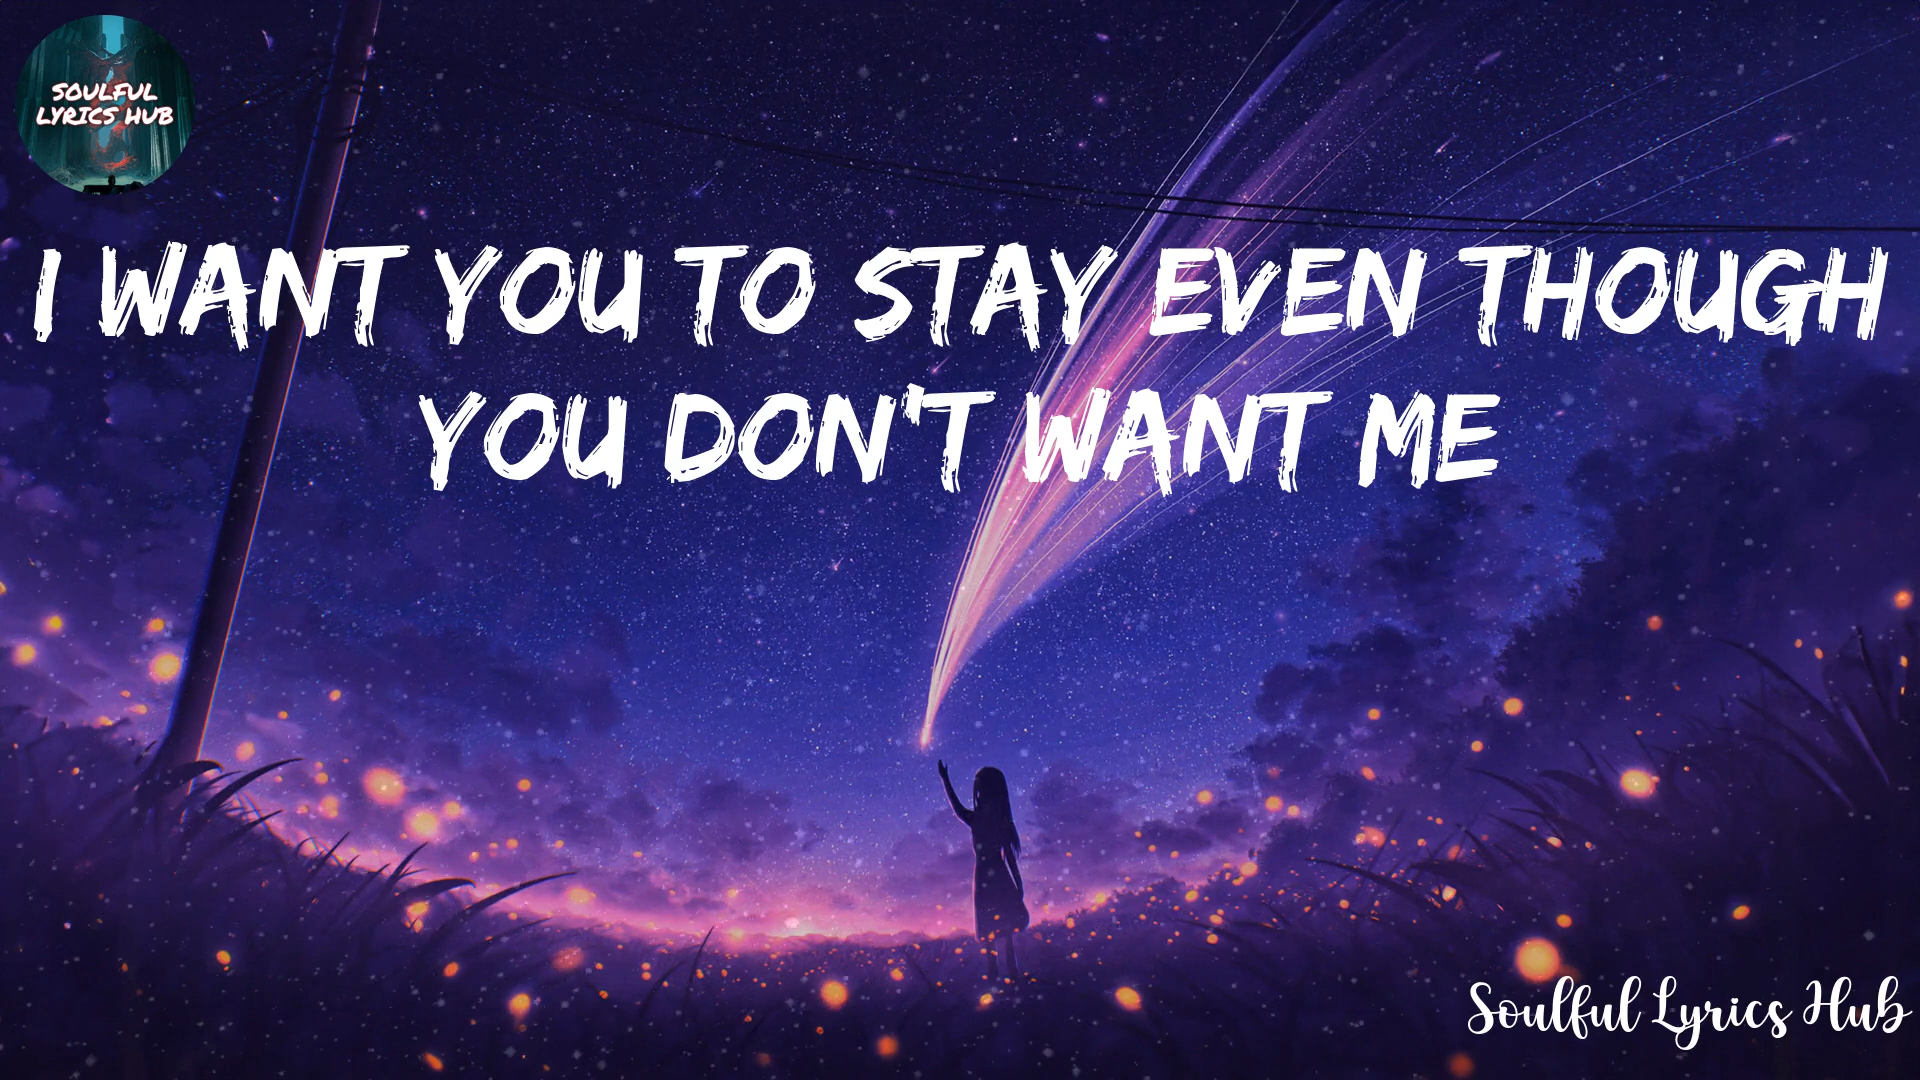 SOULFUL
LYRICS HUB
I WANT YOU TO STAY EVEN THOUGH
YOU DON'T WANT ME
Soulful Lyrics Hub